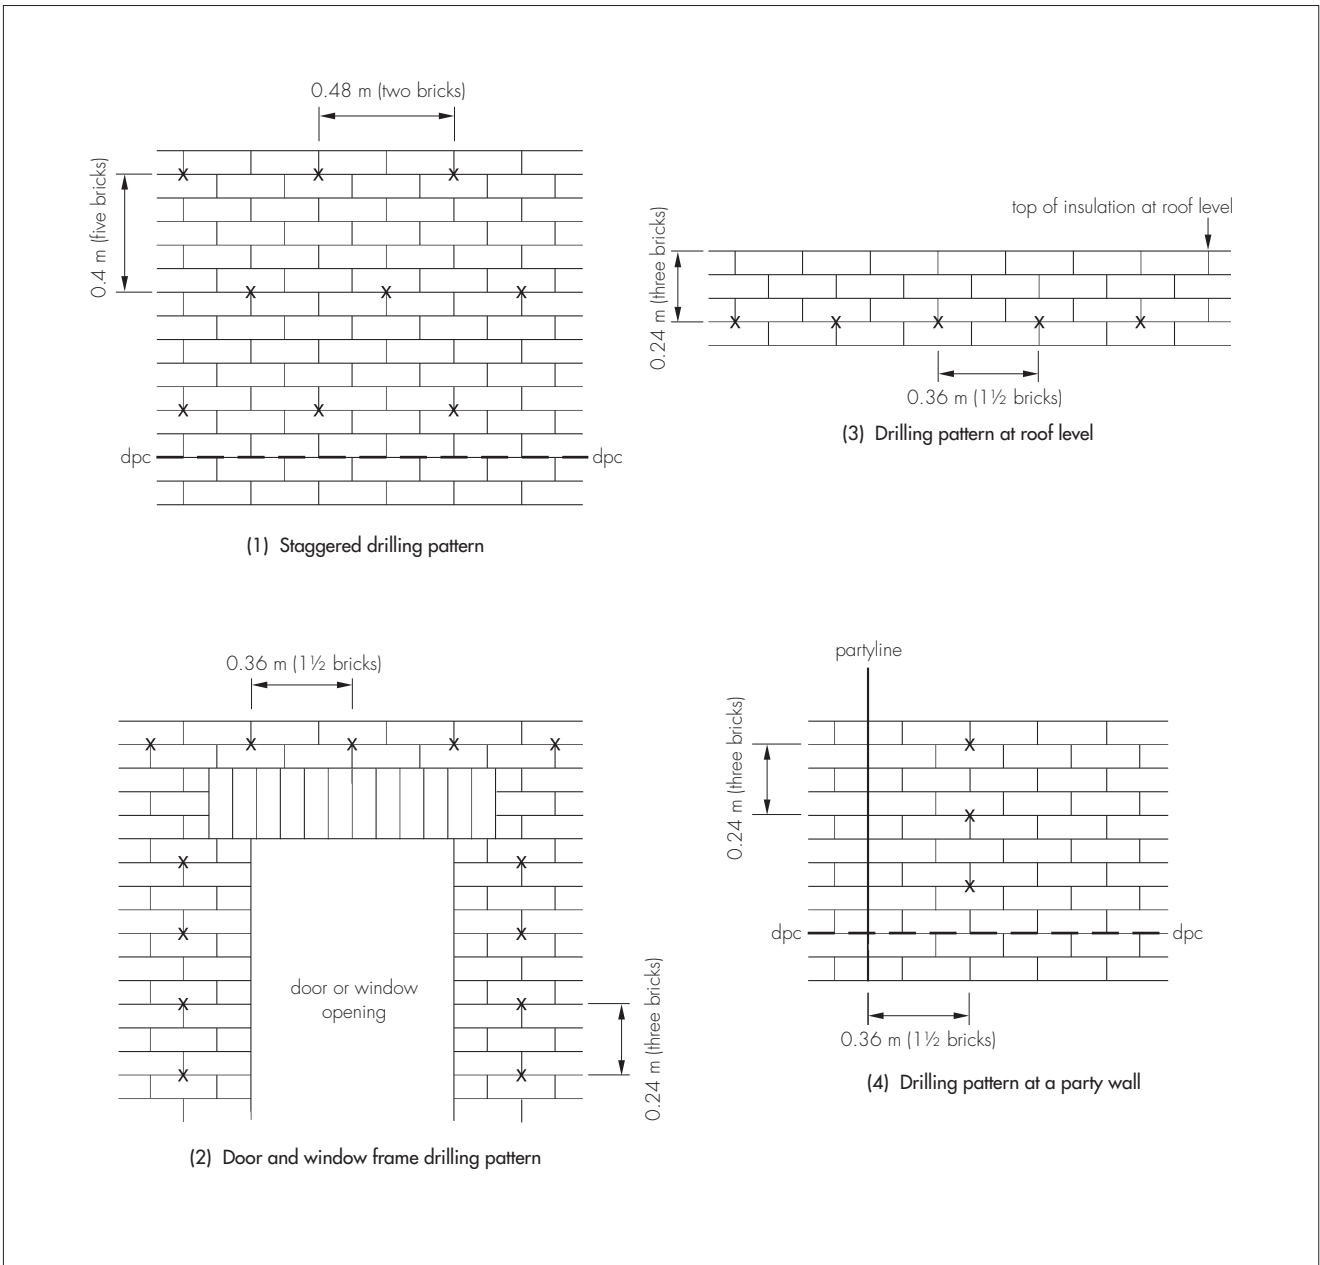 0.48 m (two bricks)
0.4 m (five bricks)
X X X
X X X
X X X
dpc dpc
(1) Staggered drilling pattern
top of insulation at roof level
0.24 m (three bricks)
X X X X X
0.36 m (1½ bricks)
(3) Drilling pattern at roof level
0.36 m (1½ bricks)
X X X X X
X X
X X
door or window
opening
X X
X X
0.24 m (three bricks)
(2) Door and window frame drilling pattern
partyline
0.24 m (three bricks)
X
X
X
dpc dpc
0.36 m (1½ bricks)
(4) Drilling pattern at a party wall